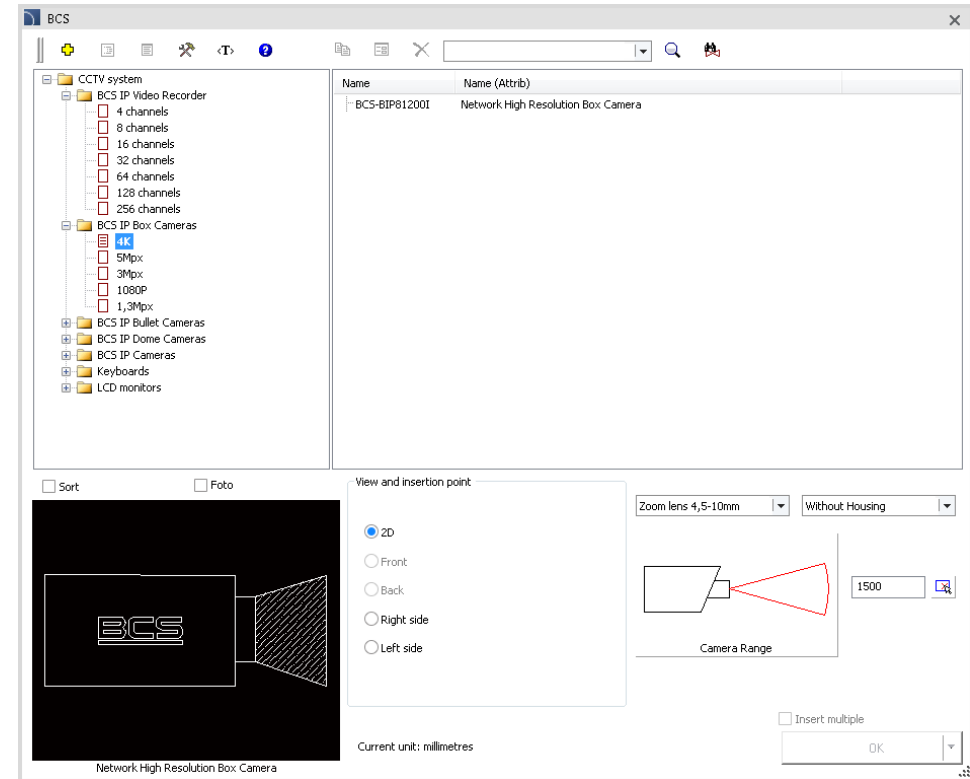 BCS
<T>
CCTV system
BCS IP Video Recorder
4 channels
8 channels
16 channels
32 channels
64 channels
128 channels
256 channels
BCS IP Box Cameras
4K
5Mpx
3Mpx
1080P
1,3Mpx
BCS IP Bullet Cameras
BCS IP Dome Cameras
BCS IP Cameras
Keyboards
LCD monitors
Name Name (Attrib)
BCS-BIP81200I Network High Resolution Box Camera
Sort Foto
BCS
Network High Resolution Box Camera
View and insertion point
2D
Front
Back
Right side
Left side
Current unit: millimetres
Zoom lens 4,5-10mm Without Housing
1500
Camera Range
Insert multiple
OK